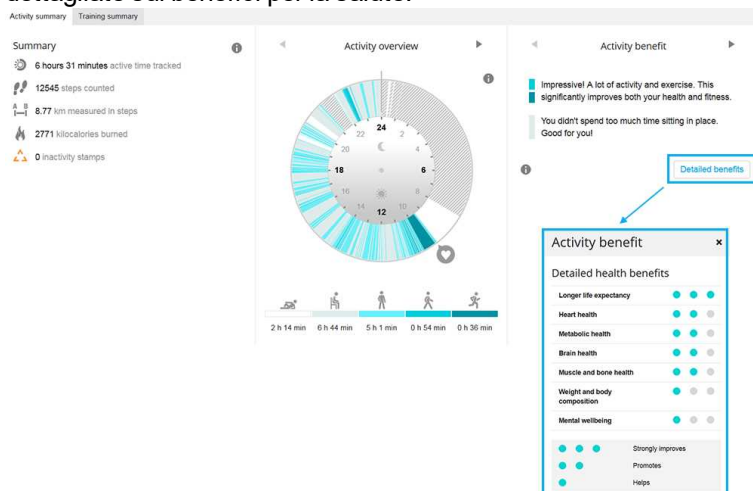 dettagliate sui benefici per la salute.
Activity summary Training summary
Summary
6 hours 31 minutes active time tracked
12545 steps counted
A B
8.77 km measured in steps
2771 kilocalories burned
0 inactivity stamps
Activity overview
24
2
4
6
8
10
12
14
16
18
20
22
2 h 14 min 6 h 44 min 5 h 1 min 0 h 54 min 0 h 36 min
Activity benefit
Impressive! A lot of activity and exercise. This
significantly improves both your health and fitness.
You didn't spend too much time sitting in place.
Good for you!
Detailed benefits
Activity benefit ×
Detailed health benefits
Longer life expectancy
Heart health
Metabolic health
Brain health
Muscle and bone health
Weight and body
composition
Mental wellbeing
Strongly improves
Promotes
Helps